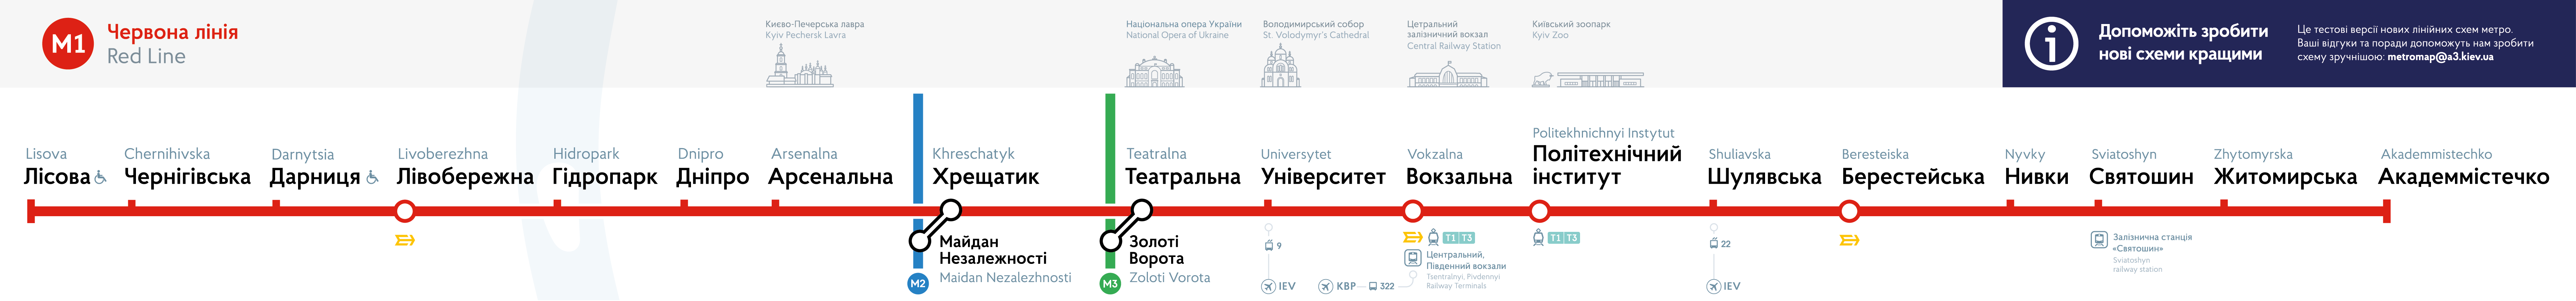 M1
Червона лінія
Red Line
Києво-Печерська лавра
Kyiv Pechersk Lavra
Національна опера України
National Opera of Ukraine
Володимирський собор
St. Volodymyr's Cathedral
Цетральний
залізничний вокзал
Central Railway Station
Київський зоопарк
Kyiv Zoo
Допоможіть зробити
нові схеми кращими
Це тестові версії нових лінійних схем метро.
Ваші відгуки та поради допоможуть нам зробити
схему зручнішою: metromap@a3.kiev.ua
Lisova
Лісова
Chernihivska
Чернігівська
Darnytsia
Дарниця
Livoberezhna
Лівобережна
Hidropark
Гідропарк
Dnipro
Дніпро
Arsenalna
Арсенальна
Khreschatyk
Хрещатик
Майдан
Незалежності
Maidan Nezalezhnosti
M2
Teatralna
Театральна
Золоті
Ворота
Zoloti Vorota
M3
Universytet
Університет
9
IEV
Vokzalna
Вокзальна
T1 T3
Центральний,
Південний вокзали
Tsentralnyi, Pivdennyi
Railway Terminals
KBP
322
Politekhnichnyi Instytut
Політехнічний
інститут
T1 T3
Shuliavska
Шулявська
22
IEV
Beresteiska
Берестейська
Nyvky
Нивки
Sviatoshyn
Святошин
Залізнична станція
«Святошин»
Sviatoshyn
railway station
Zhytomyrska
Житомирська
Akademmistechko
Академмістечко